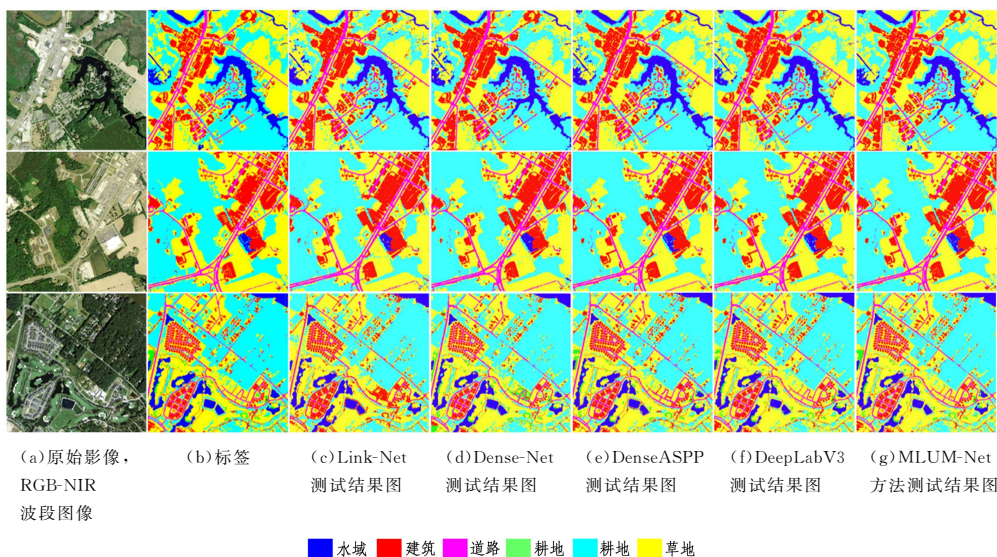 (a)原始影像，
RGB-NIR
波段图像
(b)标签
(c)Link-Net
测试结果图
(d)Dense-Net
测试结果图
(e)DenseASPP
测试结果图
(f)DeepLabV3
测试结果图
(g)MLUM-Net
方法测试结果图
水域 建筑 道路 耕地 耕地 草地